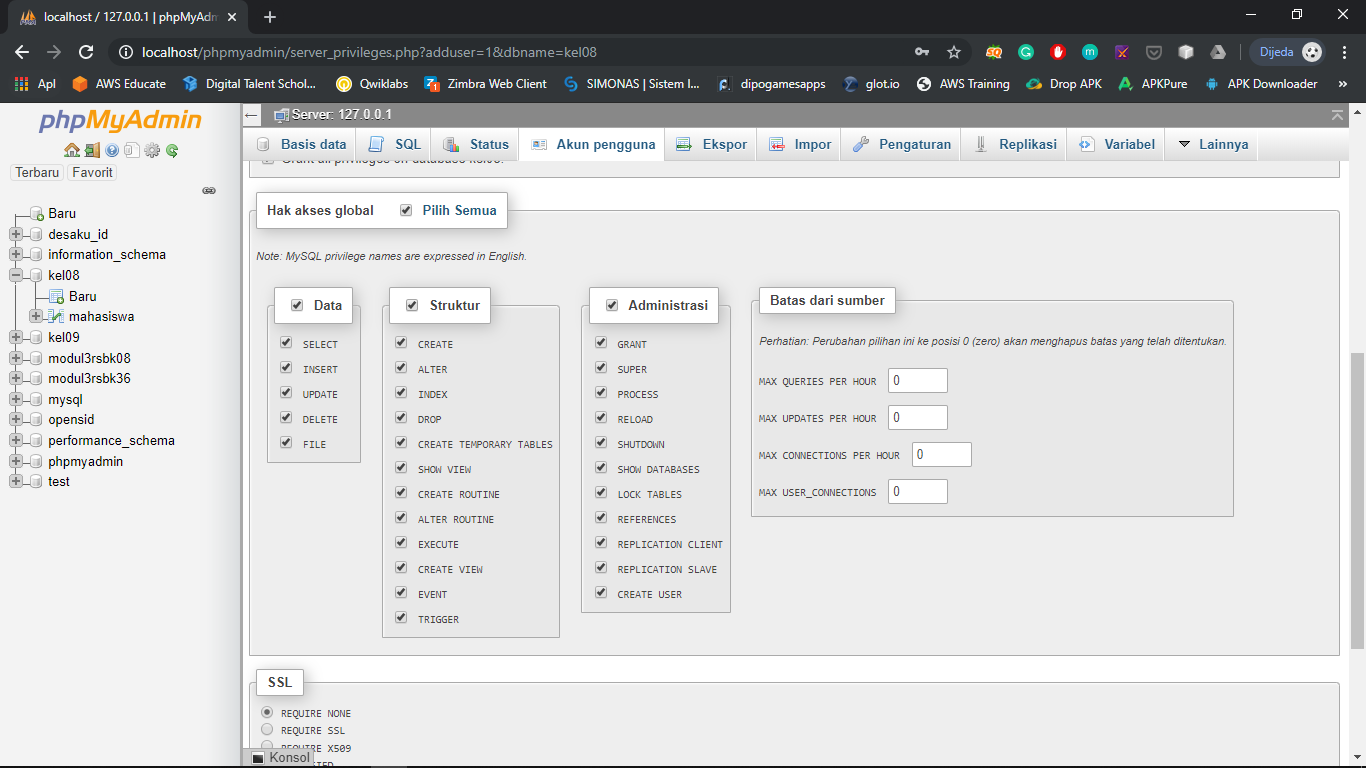 localhost / 127.0.0.1 | phpMyAdm
localhost/phpmyadmin/server_privileges.php?adduser=1&dbname=kel08
Dijeda
Apl
AWS Educate
Digital Talent Schol...
Qwiklabs
Zimbra Web Client
SIMONAS | Sistem I...
dipogamesapps
glot.io
AWS Training
Drop APK
APKPure
APK Downloader
»
phpMyAdmin
Terbaru Favorit
Baru
desaku_id
information_schema
kel08
Baru
mahasiswa
kel09
modul3rsbk08
modul3rsbk36
mysql
opensid
performance_schema
phpmyadmin
test
Server: 127.0.0.1
Basis data
SQL
Status
Akun pengguna
Ekspor
Impor
Pengaturan
Replikasi
Variabel
Lainnya
Grant all privileges on database kel08.
Hak akses global
Pilih Semua
Note: MySQL privilege names are expressed in English.
Data
SELECT
INSERT
UPDATE
DELETE
FILE
Struktur
CREATE
ALTER
INDEX
DROP
CREATE TEMPORARY TABLES
SHOW VIEW
CREATE ROUTINE
ALTER ROUTINE
EXECUTE
CREATE VIEW
EVENT
TRIGGER
Administrasi
GRANT
SUPER
PROCESS
RELOAD
SHUTDOWN
SHOW DATABASES
LOCK TABLES
REFERENCES
REPLICATION CLIENT
REPLICATION SLAVE
CREATE USER
Batas dari sumber
Perhatian: Perubahan pilihan ini ke posisi 0 (zero) akan menghapus batas yang telah ditentukan.
MAX QUERIES PER HOUR 0
MAX UPDATES PER HOUR 0
MAX CONNECTIONS PER HOUR 0
MAX USER_CONNECTIONS 0
SSL
REQUIRE NONE
REQUIRE SSL
REQUIRE X509
Konsol